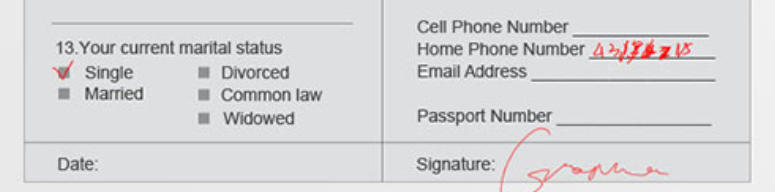 13.Your current marital status
Single
Divorced
Married
Common law
Widowed
Cell Phone Number
Home Phone Number
Email Address
Passport Number
Date:
Signature: